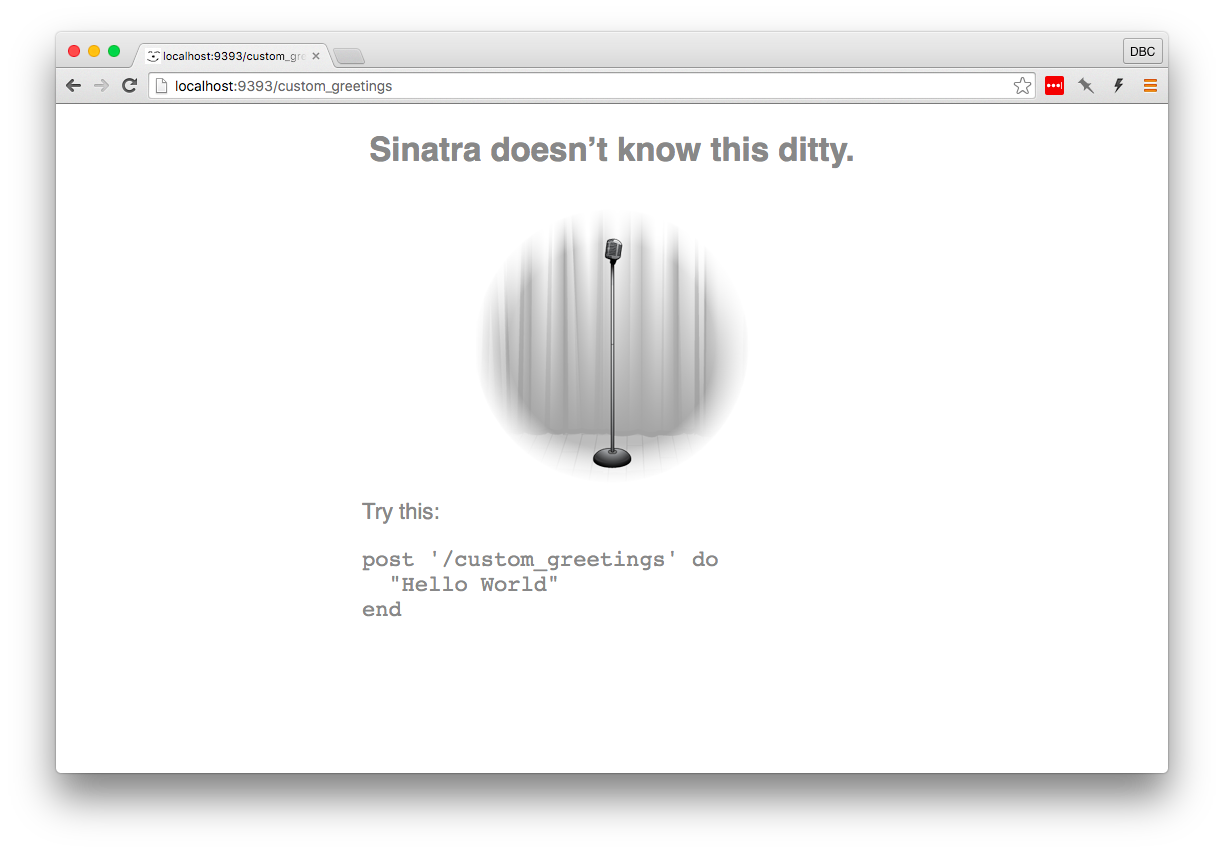 localhost:9393/custom_gre
DBC
localhost:9393/custom_greetings
Sinatra doesn’t know this ditty.
Try this:
post '/custom_greetings' do
  "Hello World"
end